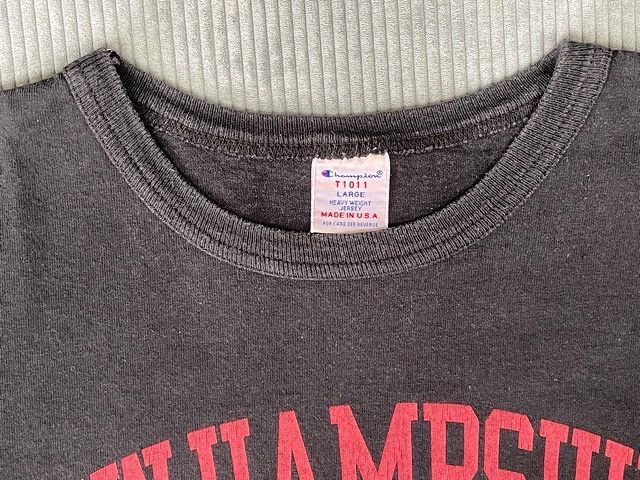 Champion
T1011
LARGE
HEAVY WEIGHT
JERSEY
MADE IN U.S.A.
FOR CARE SEE REVERSE